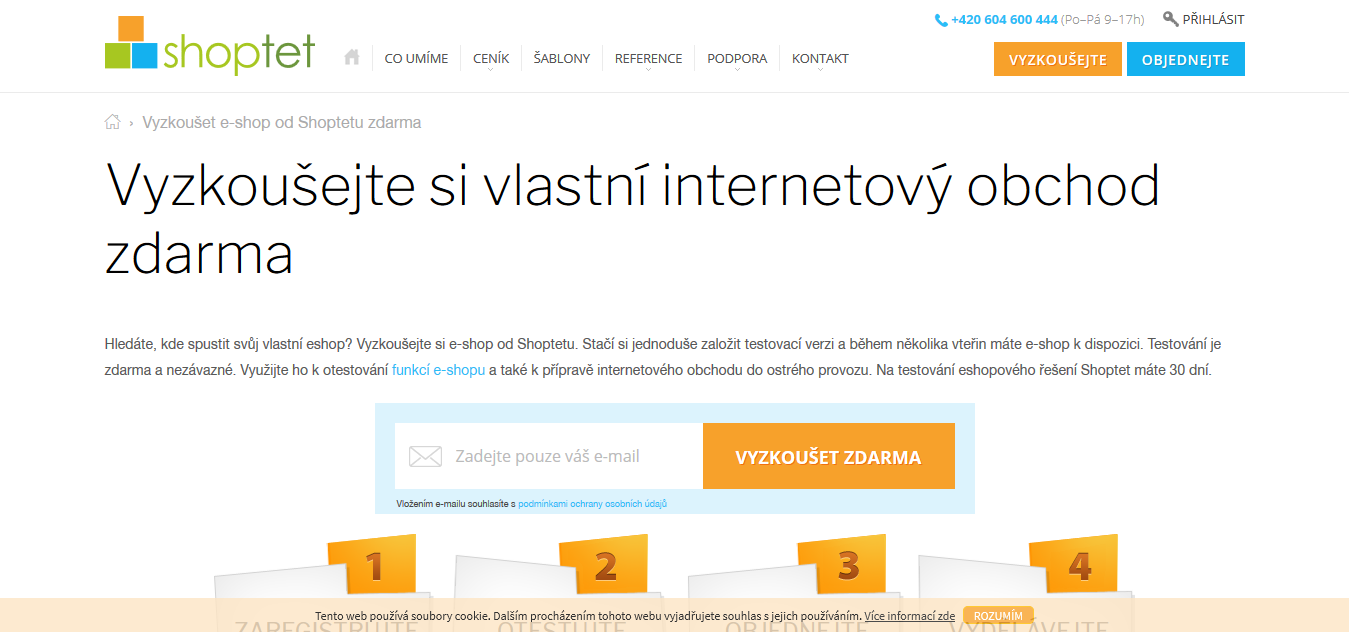 +420 604 600 444 (Po–Pá 9–17h) PŘIHLÁSIT
shoptet
CO UMÍME CENÍK ŠABLONY REFERENCE PODPORA KONTAKT
VYZKOUŠEJTE OBJEDNEJTE
› Vyzkoušet e-shop od Shoptetu zdarma
Vyzkoušejte si vlastní internetový obchod
zdarma
Hledáte, kde spustit svůj vlastní eshop? Vyzkoušejte si e-shop od Shoptetu. Stačí si jednoduše založit testovací verzi a během několika vteřin máte e-shop k dispozici. Testování je
zdarma a nezávazné. Využijte ho k otestování funkcí e-shopu a také k přípravě internetového obchodu do ostrého provozu. Na testování eshopového řešení Shoptet máte 30 dní.
Zadejte pouze váš e-mail VYZKOUŠET ZDARMA
Vložením e-mailu souhlasíte s podmínkami ochrany osobních údajů
1 2 3 4
Tento web používá soubory cookie. Dalším procházením tohoto webu vyjadřujete souhlas s jejich používáním. Více informací zde ROZUMÍM
ZAREGISTRUJTE OTESTUJTE OBJEDNEJTE VYDĚLÁVEJTE